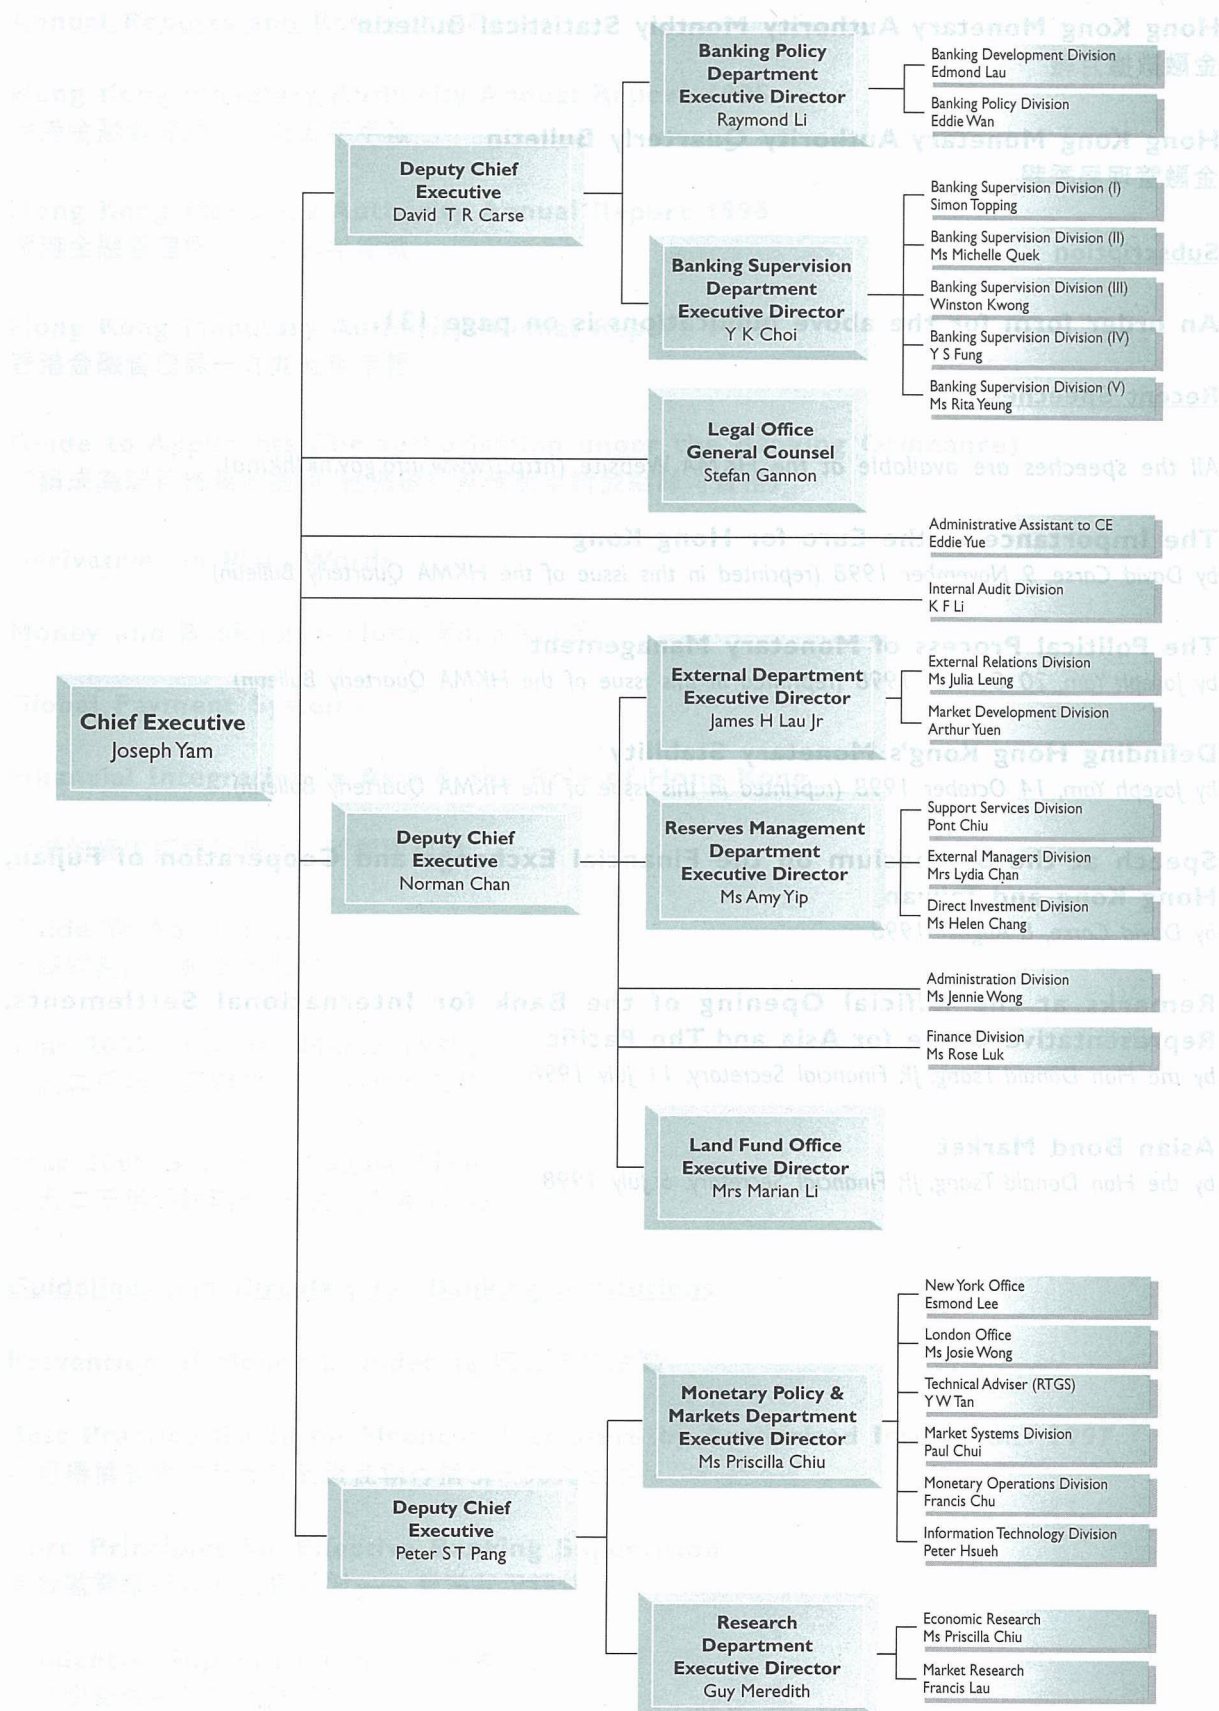 Banking Policy
Department
Executive Director
Raymond Li
Banking Development Division
Edmond Lau
Banking Policy Division
Eddie Wan
Deputy Chief
Executive
David T R Carse
Banking Supervision
Department
Executive Director
Y K Choi
Banking Supervision Division (I)
Simon Topping
Banking Supervision Division (II)
Ms Michelle Quek
Banking Supervision Division (III)
Winston Kwong
Banking Supervision Division (IV)
Y S Fung
Banking Supervision Division (V)
Ms Rita Yeung
Legal Office
General Counsel
Stefan Gannon
Administrative Assistant to CE
Eddie Yue
Internal Audit Division
K F Li
Chief Executive
Joseph Yam
External Department
Executive Director
James H Lau Jr
External Relations Division
Ms Julia Leung
Market Development Division
Arthur Yuen
Deputy Chief
Executive
Norman Chan
Reserves Management
Department
Executive Director
Ms Amy Yip
Support Services Division
Pont Chiu
External Managers Division
Mrs Lydia Chan
Direct Investment Division
Ms Helen Chang
Administration Division
Ms Jennie Wong
Finance Division
Ms Rose Luk
Land Fund Office
Executive Director
Mrs Marian Li
Monetary Policy &
Markets Department
Executive Director
Ms Priscilla Chiu
New York Office
Esmond Lee
London Office
Ms Josie Wong
Technical Adviser (RTGS)
Y W Tan
Market Systems Division
Paul Chui
Monetary Operations Division
Francis Chu
Information Technology Division
Peter Hsueh
Deputy Chief
Executive
Peter S T Pang
Research
Department
Executive Director
Guy Meredith
Economic Research
Ms Priscilla Chiu
Market Research
Francis Lau